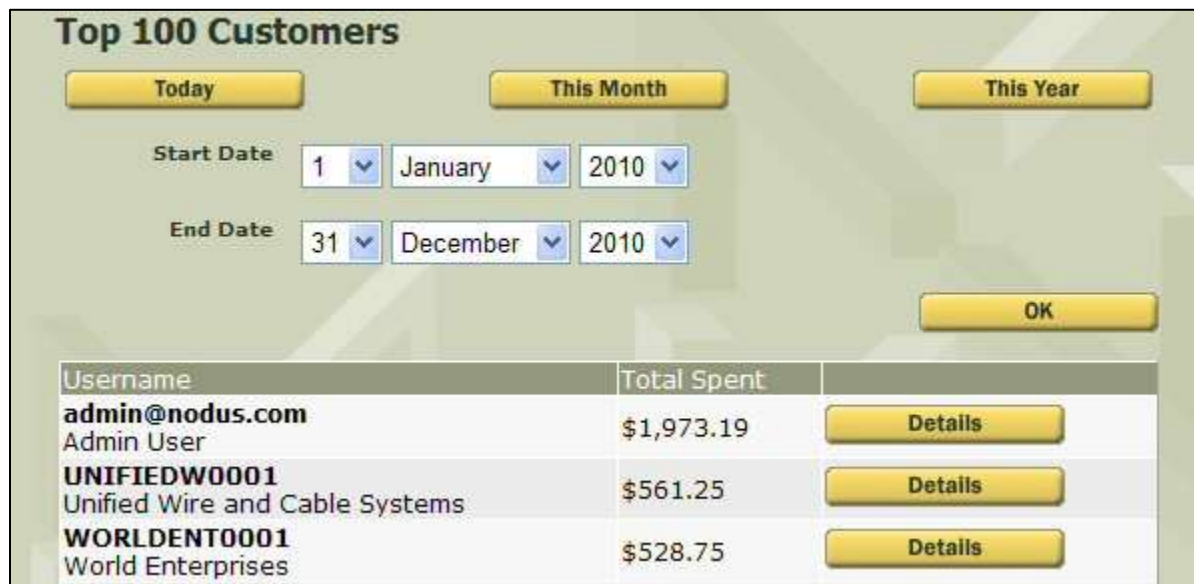 Top 100 Customers
Today This Month This Year
Start Date 1 January 2010
End Date 31 December 2010
OK
Username Total Spent
admin@nodus.com
Admin User $1,973.19 Details
UNIFIEDW0001
Unified Wire and Cable Systems $561.25 Details
WORLDENT0001
World Enterprises $528.75 Details